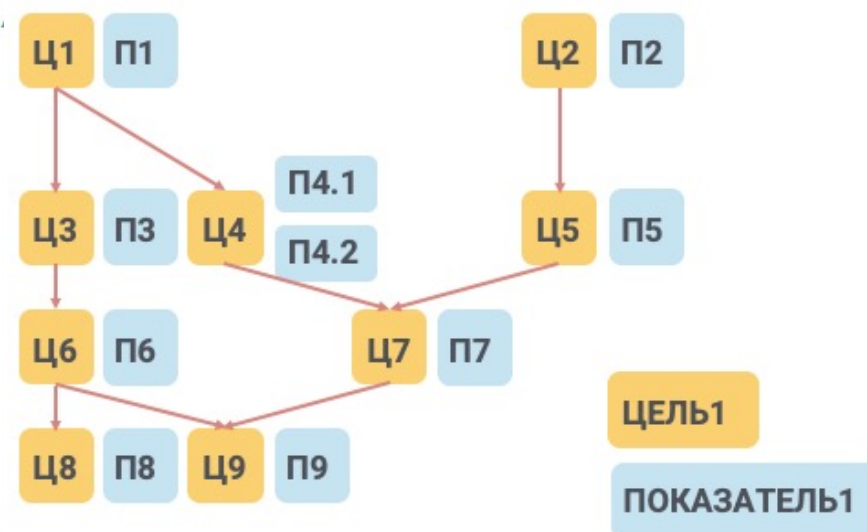 Ц1 П1 Ц2 П2
П4.1
Ц3 П3 Ц4 Ц5 П5
П4.2
Ц6 П6 Ц7 П7
ЦЕЛЬ1
Ц8 П8 Ц9 П9
ПОКАЗАТЕЛЬ1